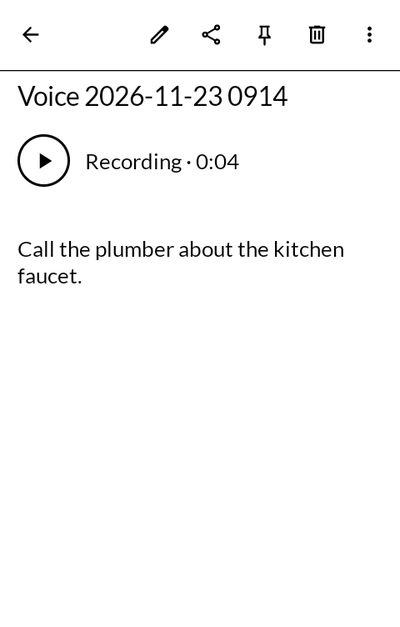 Voice 2026-11-23 0914
Recording · 0:04
Call the plumber about the kitchen
faucet.